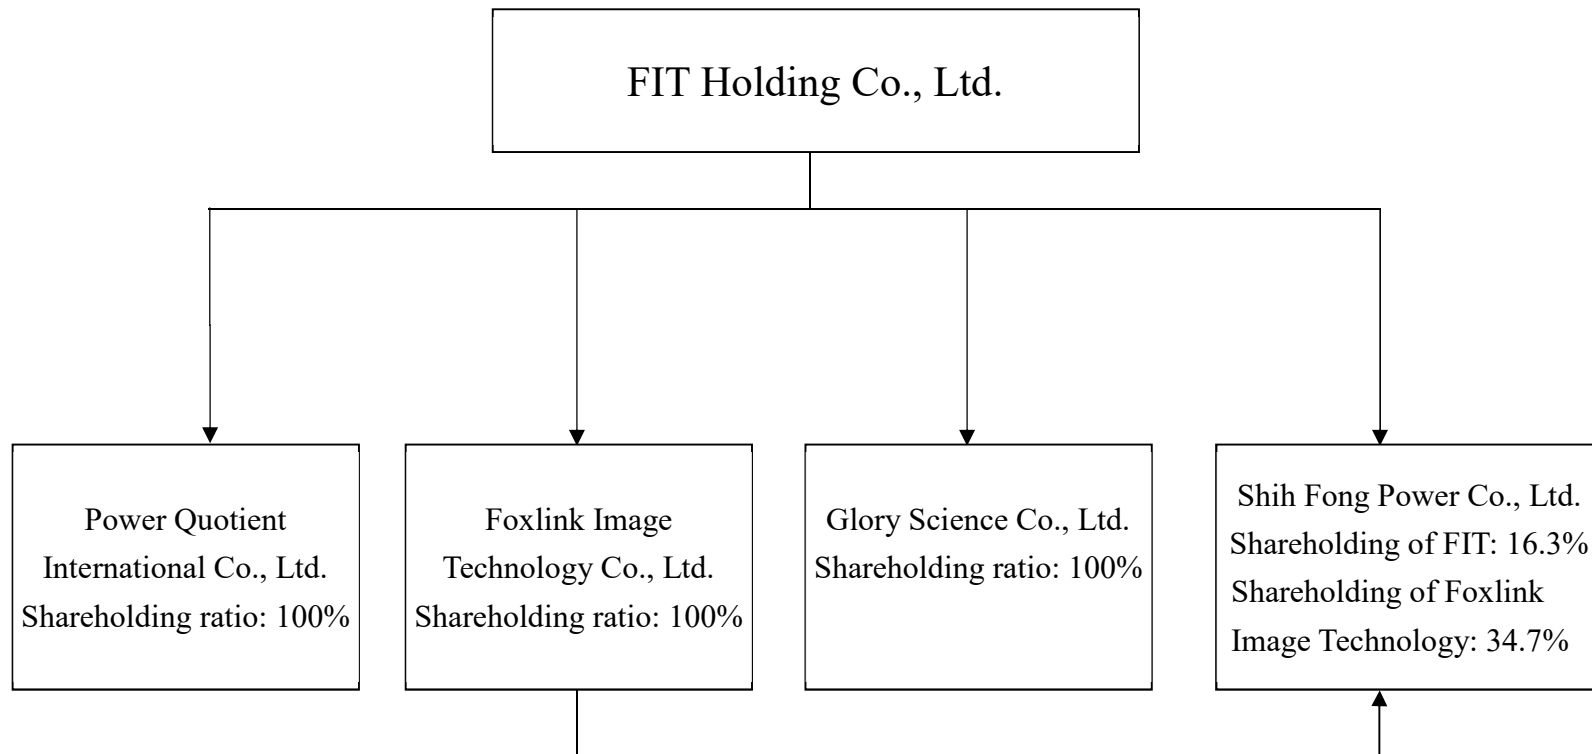 FIT Holding Co., Ltd.
Power Quotient
International Co., Ltd.
Shareholding ratio: 100%
Foxlink Image
Technology Co., Ltd.
Shareholding ratio: 100%
Glory Science Co., Ltd.
Shareholding ratio: 100%
Shih Fong Power Co., Ltd.
Shareholding of FIT: 16.3%
Shareholding of Foxlink
Image Technology: 34.7%